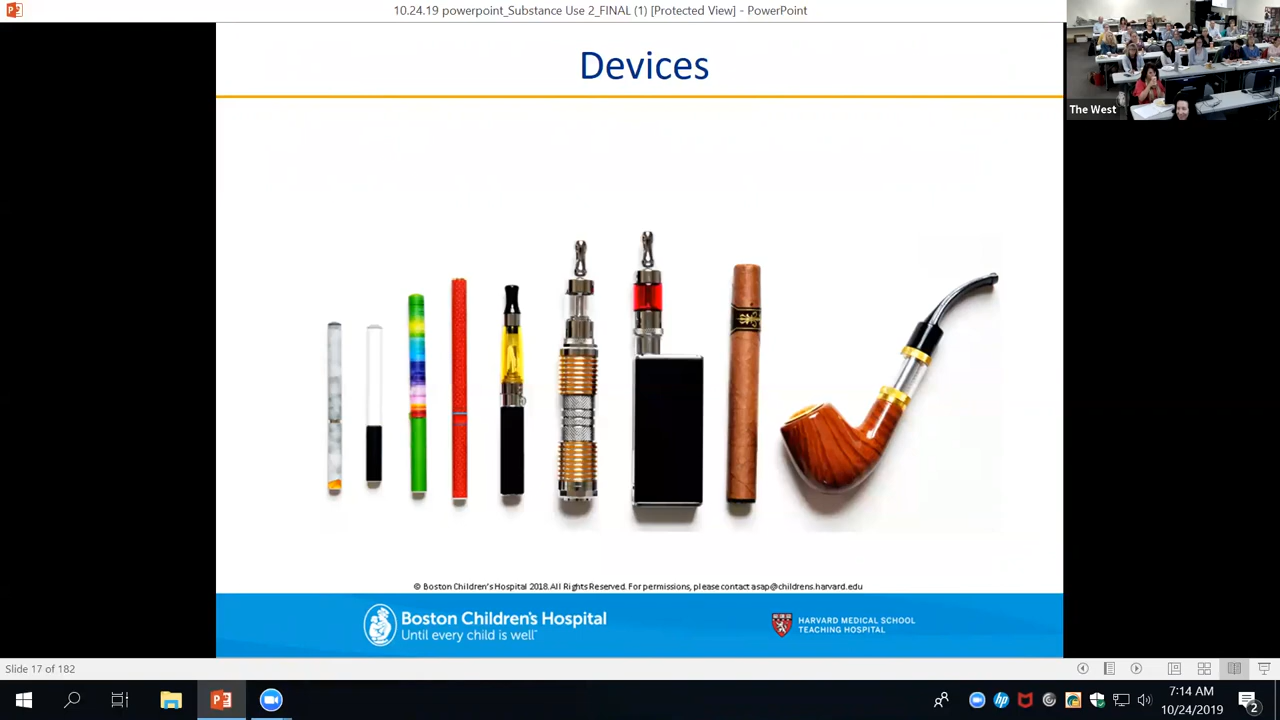 10.24.19 powerpoint_Substance Use 2_FINAL (1) [Protected View] - PowerPoint
The West
Devices
© Boston Children's Hospital 2018.All Rights Reserved. For permissions, please contact asap@childrens.harvard.edu
Boston Children's Hospital
Until every child is well™
HARVARD MEDICAL SCHOOL
TEACHING HOSPITAL
Slide 17 of 182
7:14 AM
10/24/2019
2